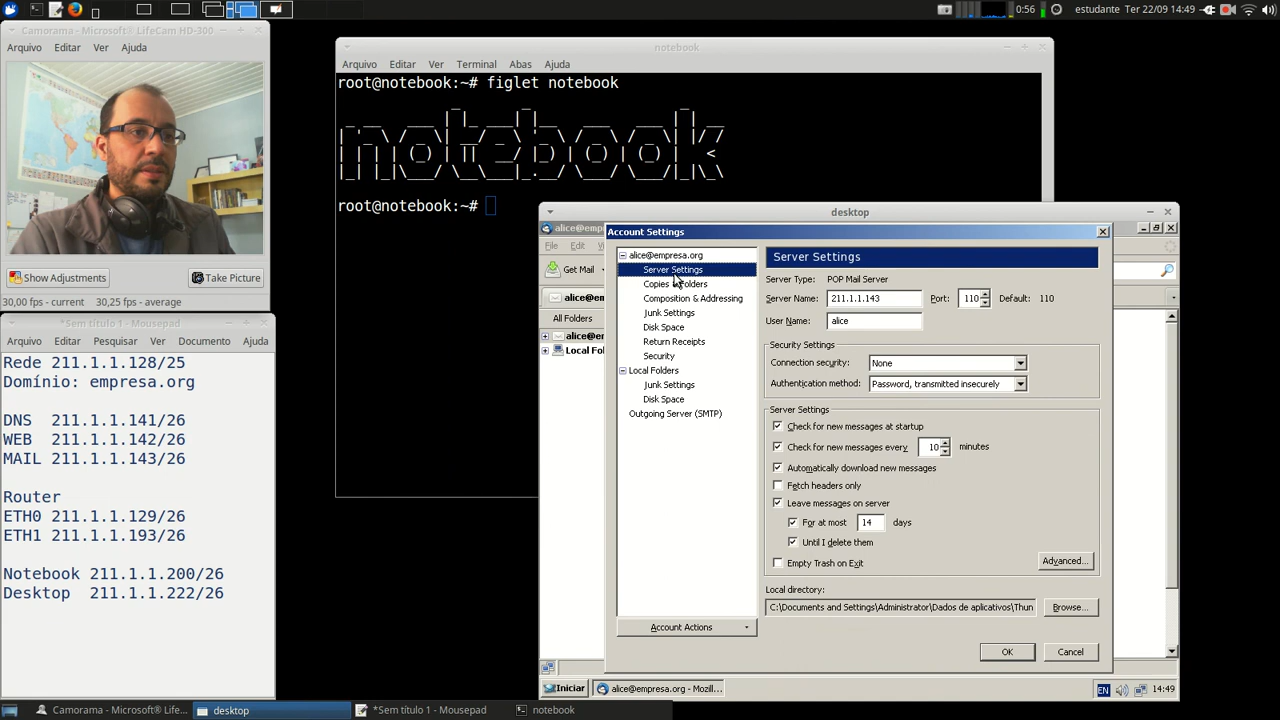 0:56 estudante Ter 22/09 14:49
Camorama - Microsoft® LifeCam HD-300
Arquivo Editar Ver Ajuda
Show Adjustments Take Picture
30,00 fps - current 30,25 fps - average
*Sem título 1 - Mousepad
Arquivo Editar Pesquisar Ver Documento Ajuda
Rede 211.1.1.128/25
Domínio: empresa.org
DNS 211.1.1.141/26
WEB 211.1.1.142/26
MAIL 211.1.1.143/26
Router
ETH0 211.1.1.129/26
ETH1 211.1.1.193/26
Notebook 211.1.1.200/26
Desktop 211.1.1.222/26
notebook
Arquivo Editar Ver Terminal Abas Ajuda
root@notebook:~# figlet notebook
notebook
root@notebook:~#
desktop
alice@emp
File Edit V
Get Mail
alice@em
All Folders
alice@e
Local Fo
Account Settings
alice@empresa.org
Server Settings
Copies & Folders
Composition & Addressing
Junk Settings
Disk Space
Return Receipts
Security
Local Folders
Junk Settings
Disk Space
Outgoing Server (SMTP)
Account Actions
Server Settings
Server Type: POP Mail Server
Server Name: 211.1.1.143 Port: 110 Default: 110
User Name: alice
Security Settings
Connection security: None
Authentication method: Password, transmitted insecurely
Server Settings
Check for new messages at startup
Check for new messages every 10 minutes
Automatically download new messages
Fetch headers only
Leave messages on server
For at most 14 days
Until I delete them
Empty Trash on Exit
Advanced...
Local directory:
C:\Documents and Settings\Administrator\Dados de aplicativos\Thun Browse...
OK Cancel
Iniciar alice@empresa.org - Mozill... EN 14:49
Camorama - Microsoft® Life... desktop *Sem título 1 - Mousepad notebook